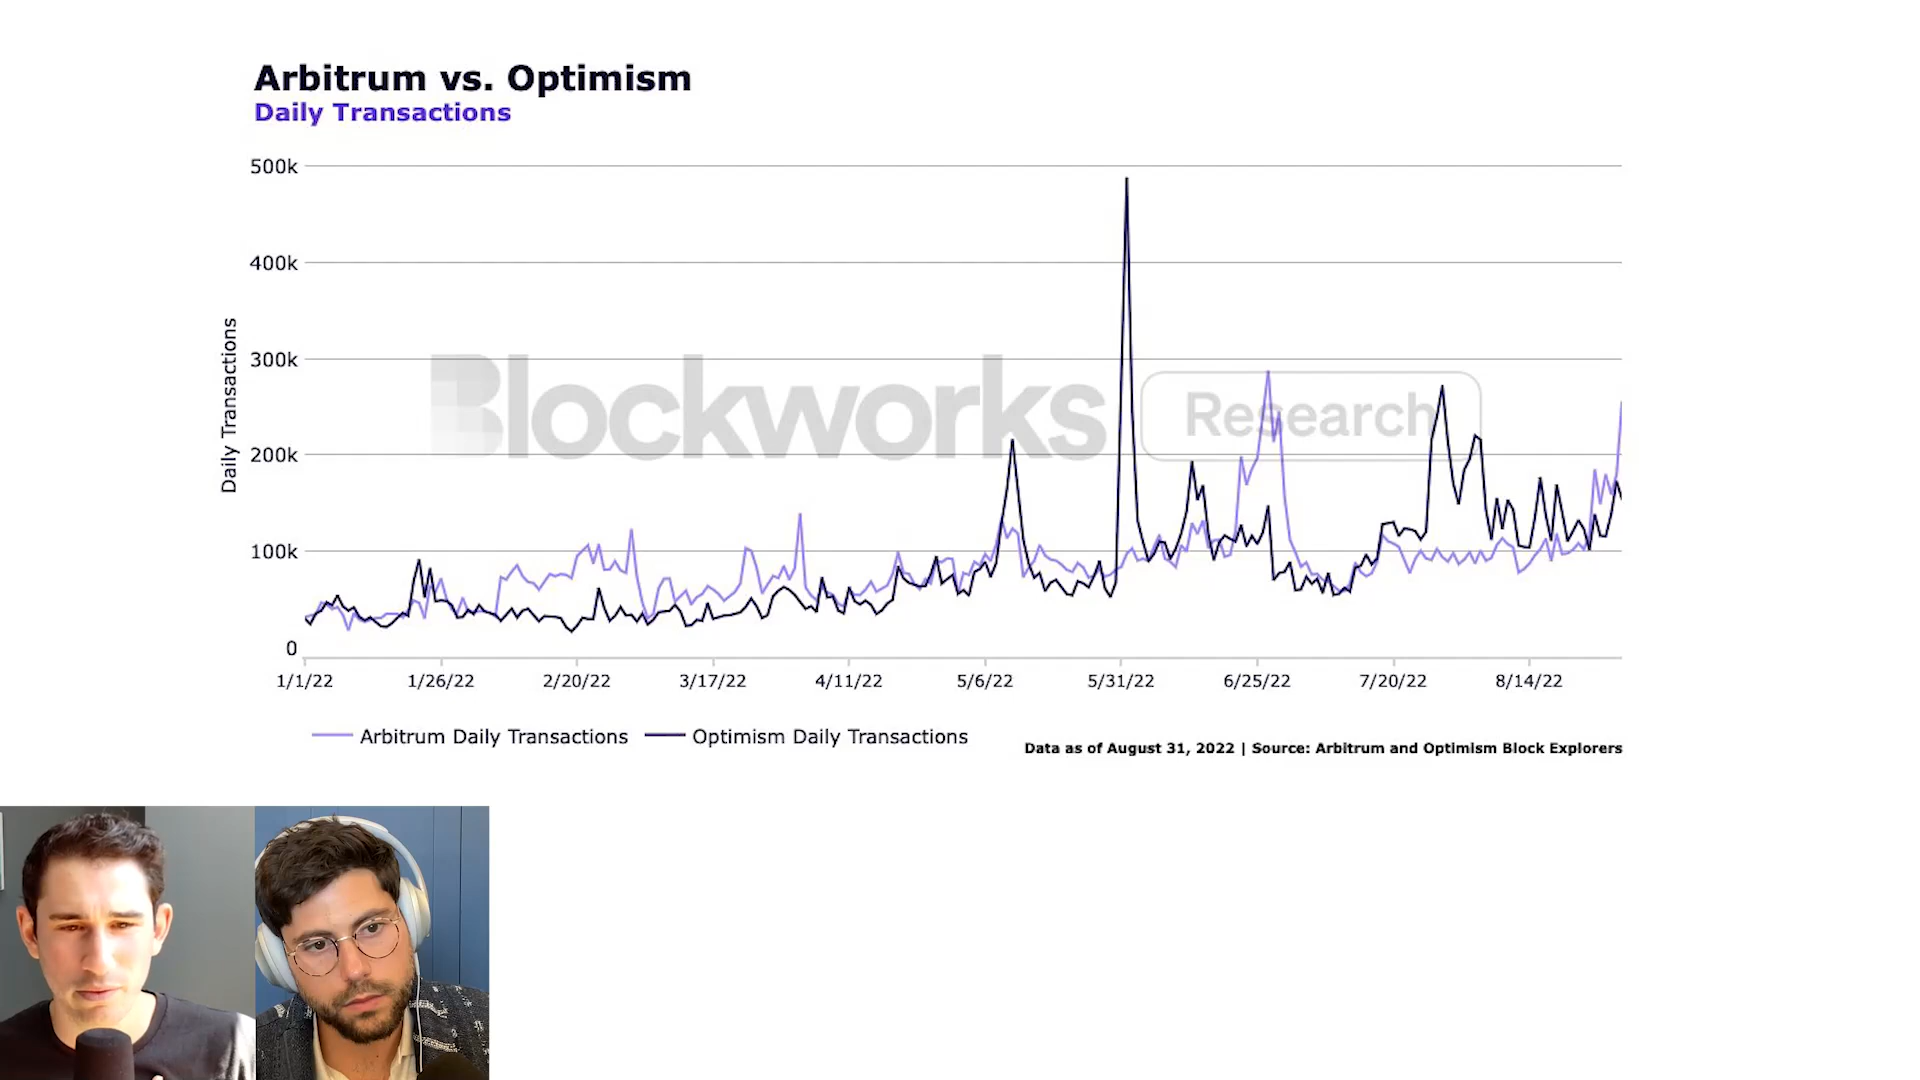 Arbitrum vs. Optimism
Daily Transactions
500k
400k
300k
200k
100k
0
Daily Transactions
Blockworks Research
1/1/22 1/26/22 2/20/22 3/17/22 4/11/22 5/6/22 5/31/22 6/25/22 7/20/22 8/14/22
Arbitrum Daily Transactions Optimism Daily Transactions
Data as of August 31, 2022 | Source: Arbitrum and Optimism Block Explorers